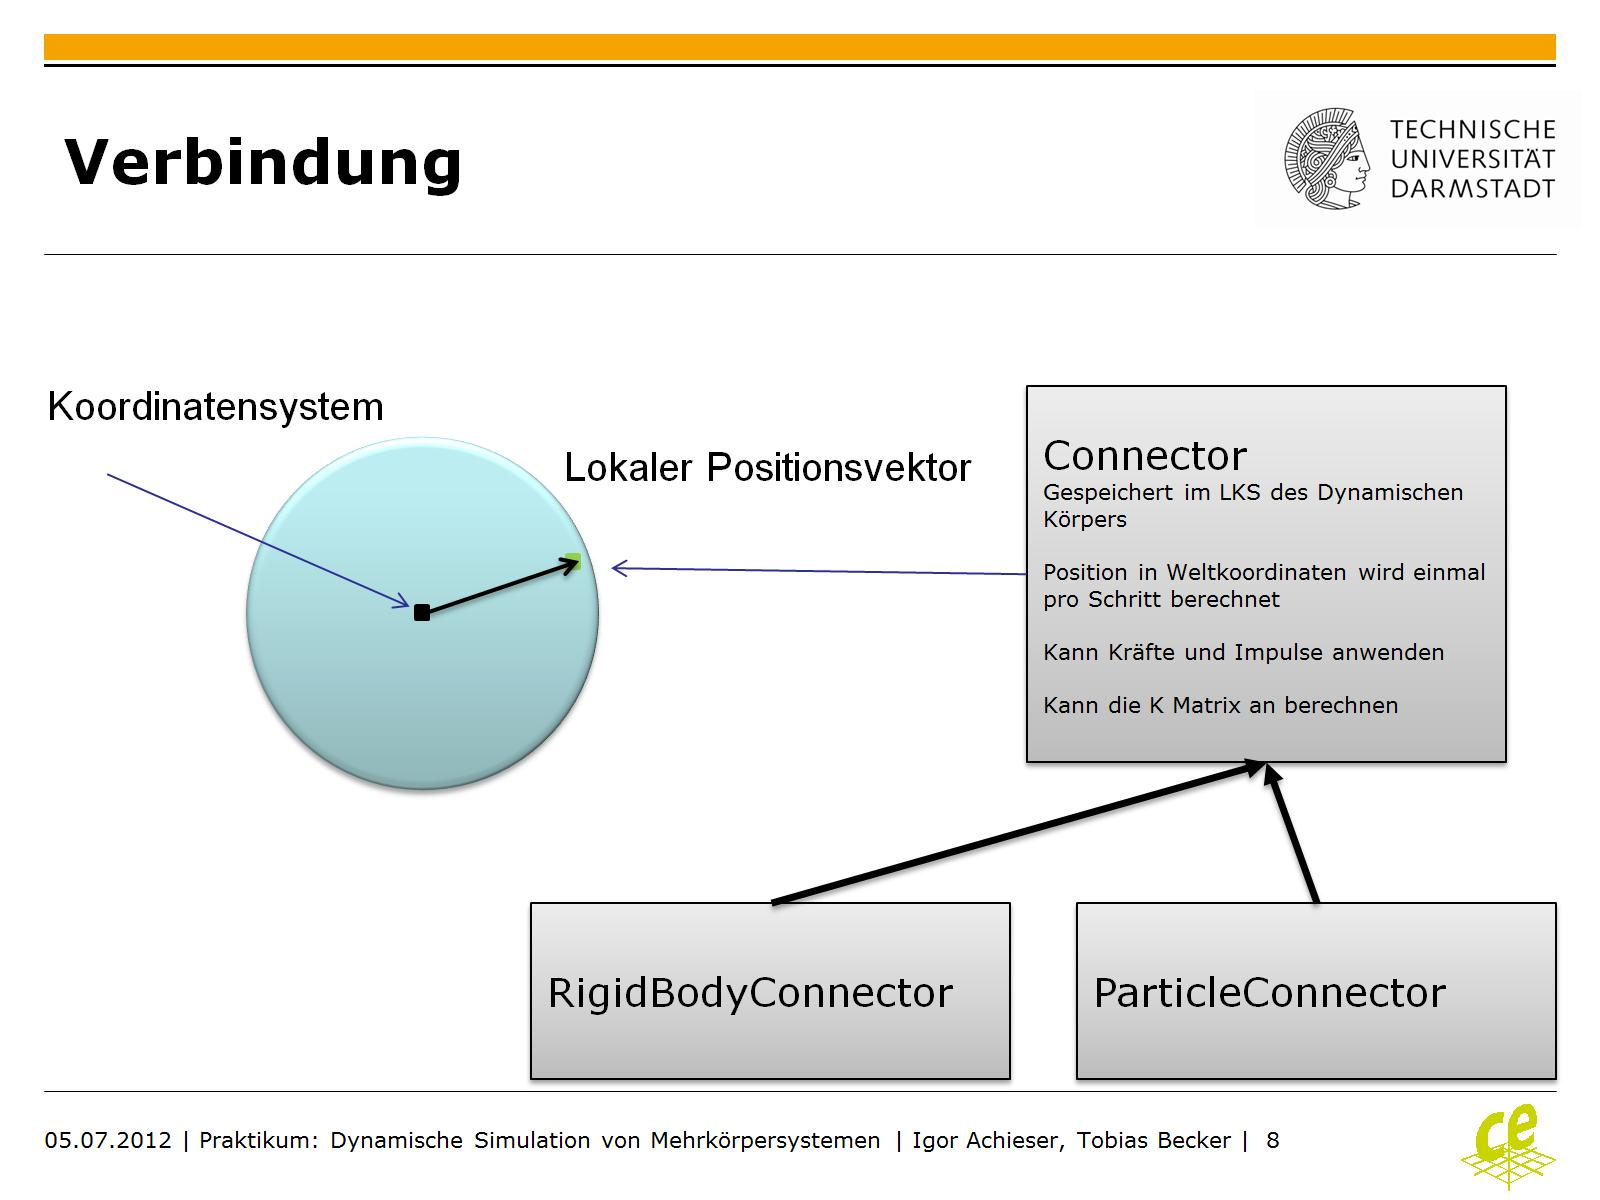 Verbindung
TECHNISCHE
UNIVERSITÄT
DARMSTADT
Koordinatensystem
Lokaler Positionsvektor
Connector
Gespeichert im LKS des Dynamischen
Körpers
Position in Weltkoordinaten wird einmal
pro Schritt berechnet
Kann Kräfte und Impulse anwenden
Kann die K Matrix an berechnen
RigidBodyConnector
ParticleConnector
05.07.2012 | Praktikum: Dynamische Simulation von Mehrkörpersystemen | Igor Achieser, Tobias Becker | 8
ce